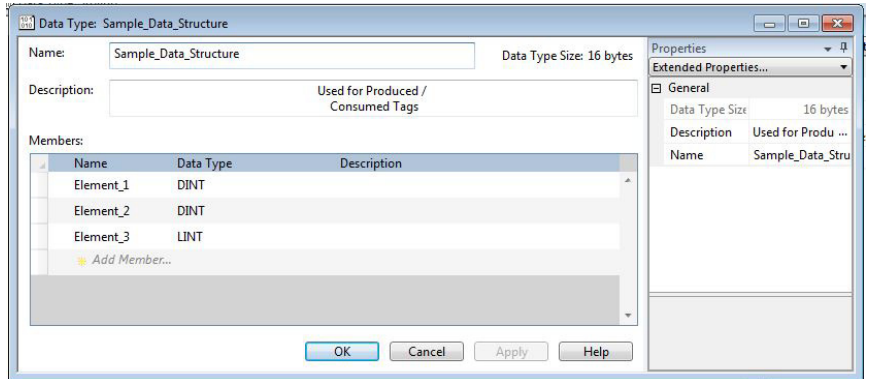 Data Type: Sample_Data_Structure
Name:
Sample_Data_Structure
Data Type Size: 16 bytes
Description:
Used for Produced /
Consumed Tags
Members:
Name Data Type Description
Element_1 DINT
Element_2 DINT
Element_3 LINT
Add Member...
OK Cancel Apply Help
Properties
Extended Properties...
General
Data Type Size 16 bytes
Description Used for Produ ...
Name Sample_Data_Stru